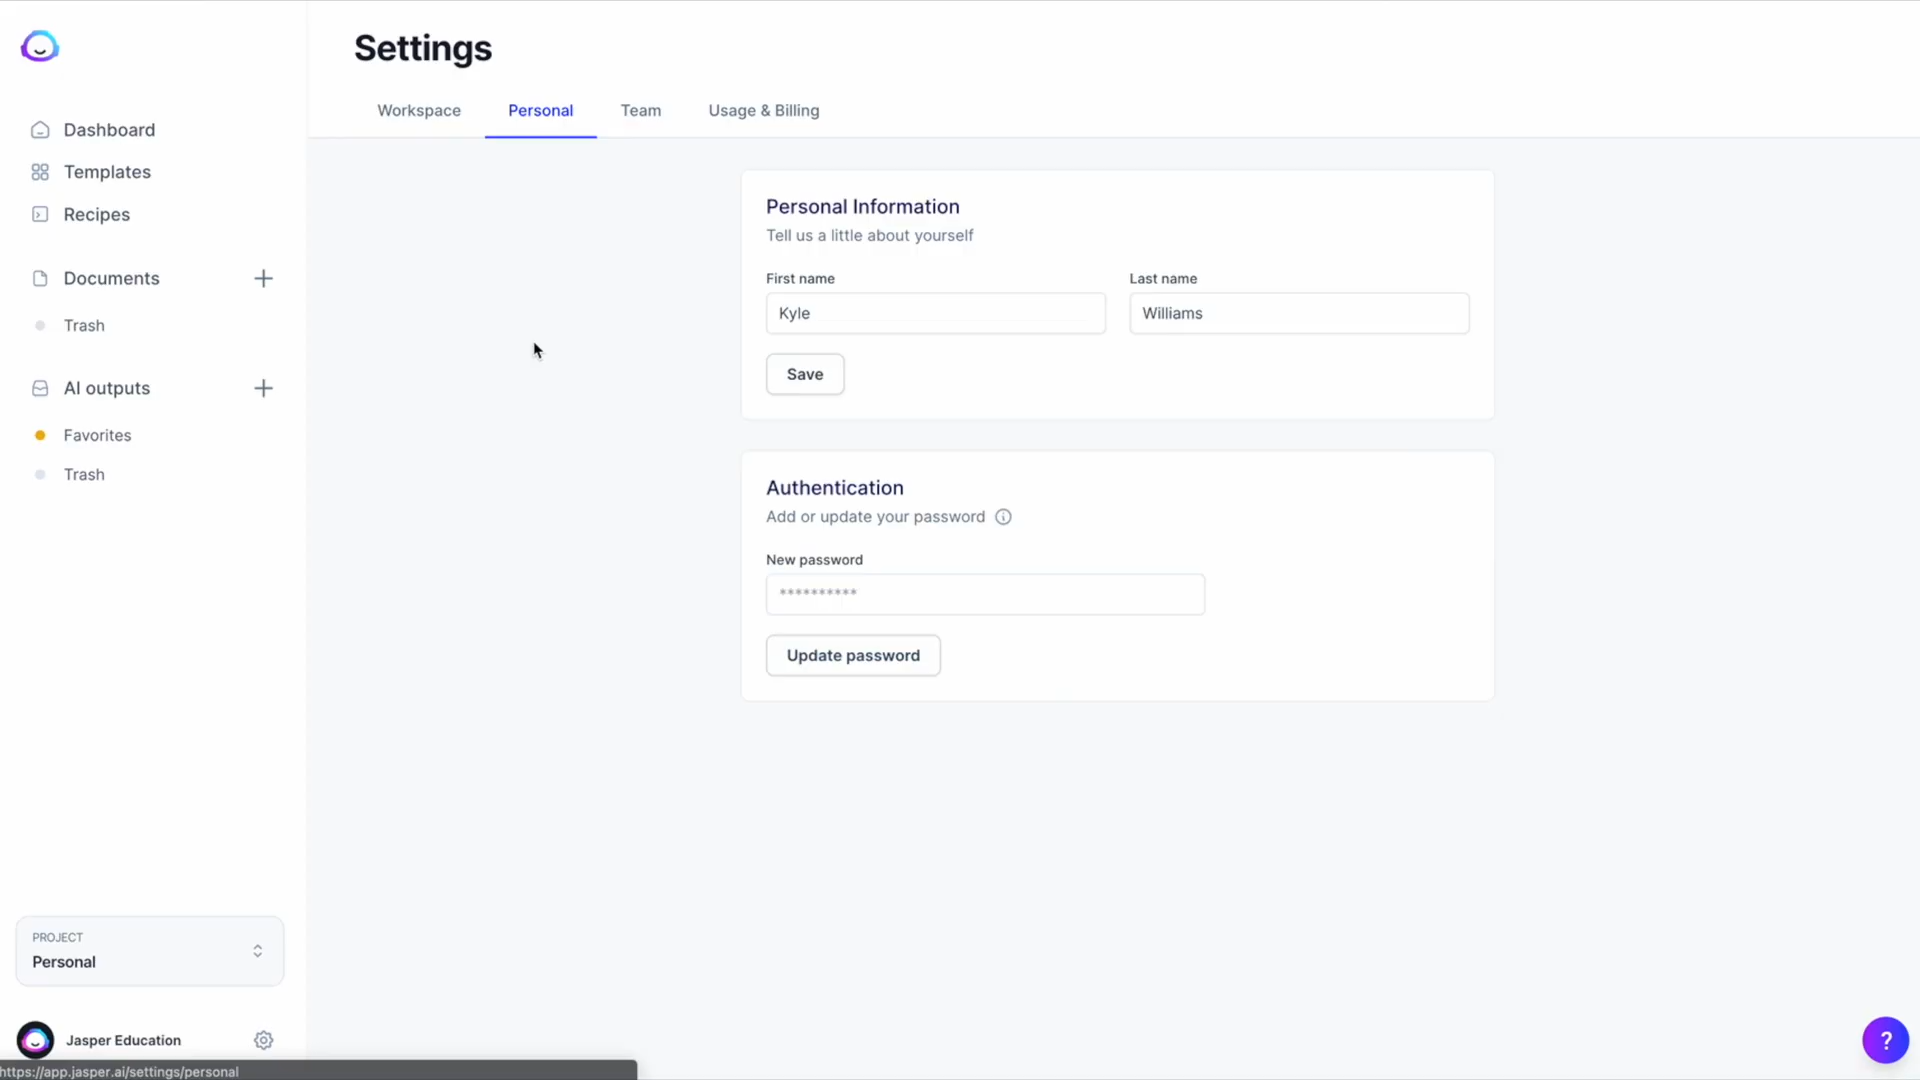 Settings
Workspace Personal Team Usage & Billing
Dashboard
Templates
Recipes
Documents
Trash
AI outputs
Favorites
Trash
PROJECT
Personal
Jasper Education
Personal Information
Tell us a little about yourself
First name Last name
Kyle Williams
Save
Authentication
Add or update your password
New password
**********
Update password
?
https://app.jasper.ai/settings/personal